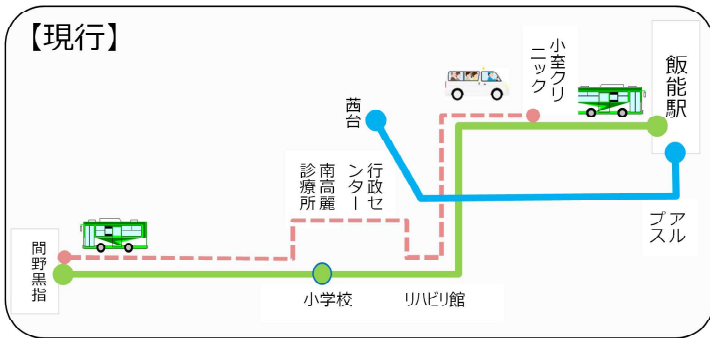 【現行】
小室クリ
ニック
飯能駅
茜台
行政セ
ンター
南高麗
診療所
アル
プス
間野黒指
小学校
リハビリ館